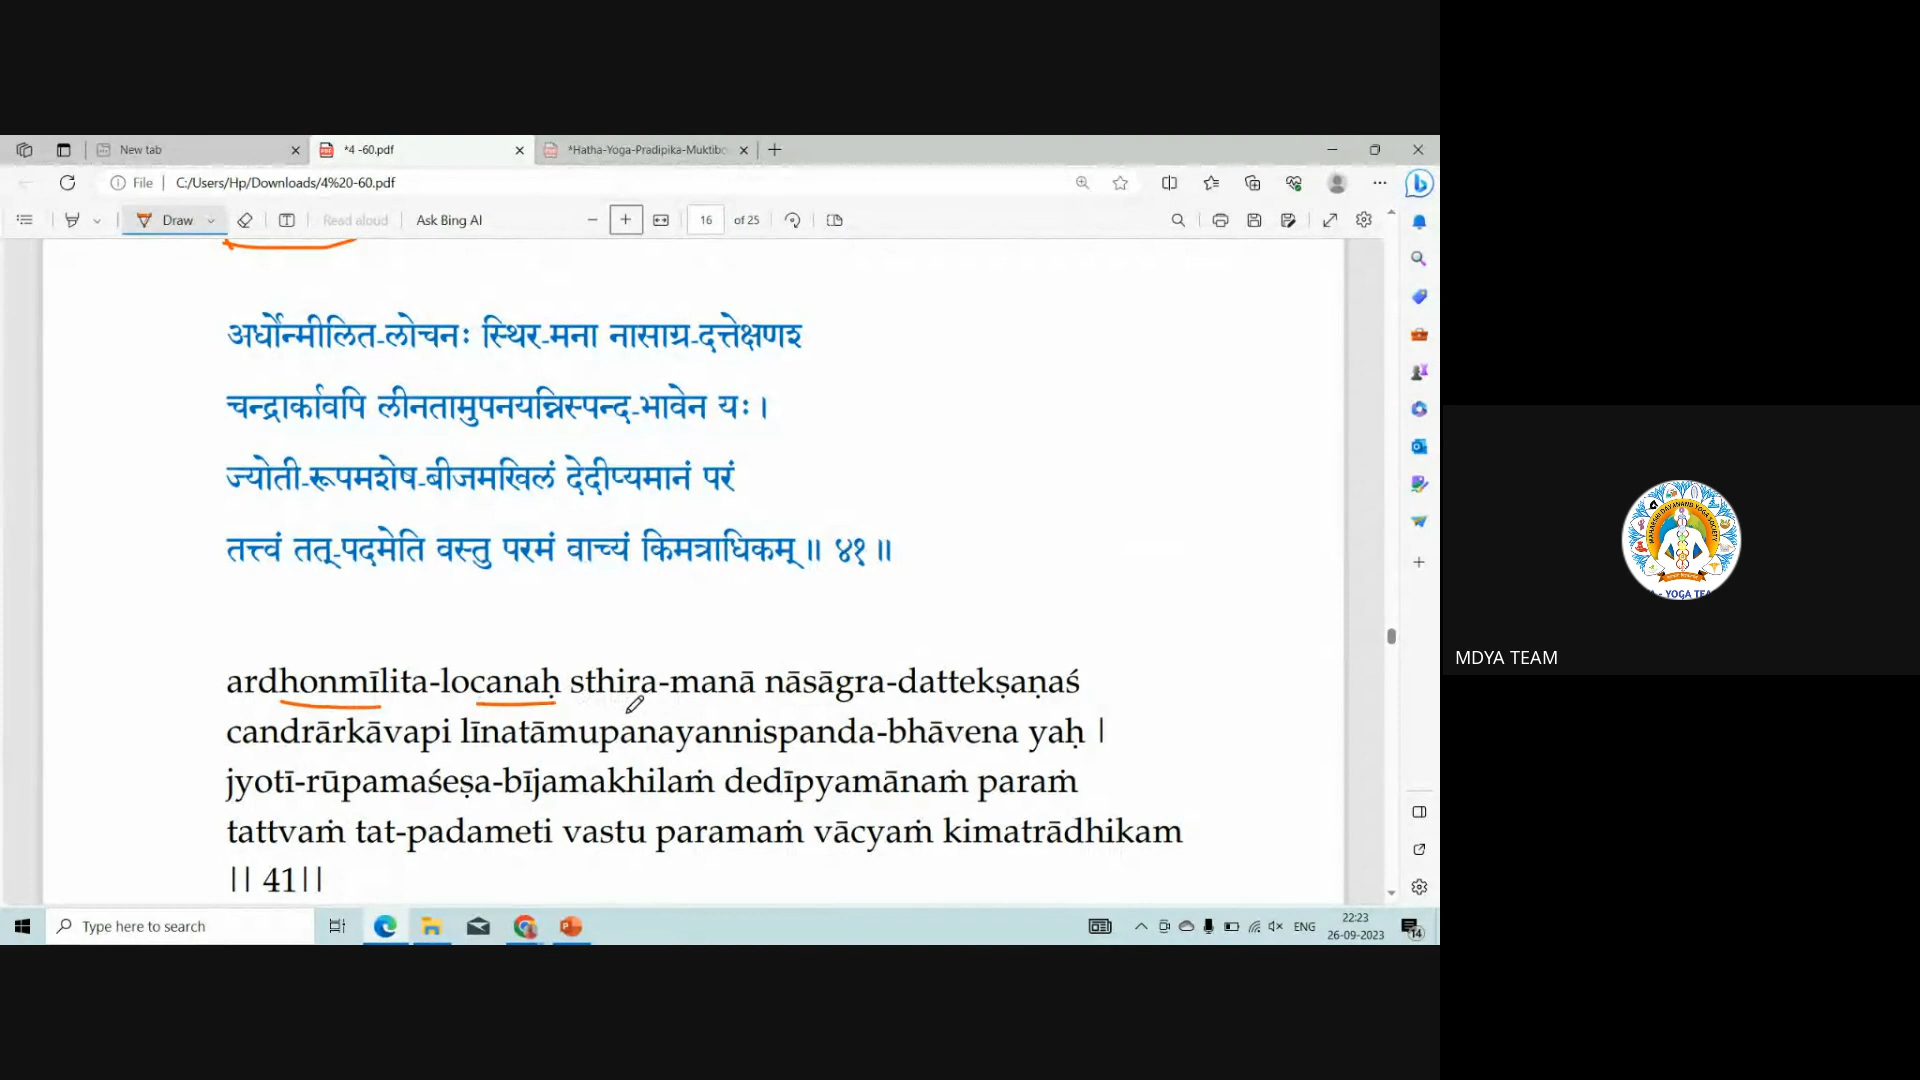 New tab
*4 -60.pdf
*Hatha-Yoga-Pradipika-Muktibo
File
C:/Users/Hp/Downloads/4%20-60.pdf
Draw
Read aloud
Ask Bing AI
16
of 25
अर्धोन्मीलित-लोचनः स्थिर-मना नासाग्र-दत्तेक्षणश्
चन्द्रार्कावपि लीनतामुपनयन्निस्पन्द-भावेन यः।
ज्योती-रूपमशेष-बीजमखिलं देदीप्यमानं परं
तत्त्वं तत्-पदमेति वस्तु परमं वाच्यं किमत्राधिकम्॥ ४१॥
ardhonmīlita-locanaḥ sthira-manā nāsāgra-datteksạṇaś
candrārkāvapi līnatāmupanayannispanda-bhāvena yaḥ |
jyotī-rūpamaśeṣa-bījamakhilaṁ dedīpyamānaṁ paraṁ
tattvaṁ tat-padameti vastu paramaṁ vācyaṁ kimatrādhikam
|| 41||
MDYA TEAM
Type here to search
ENG
22:23
26-09-2023
14